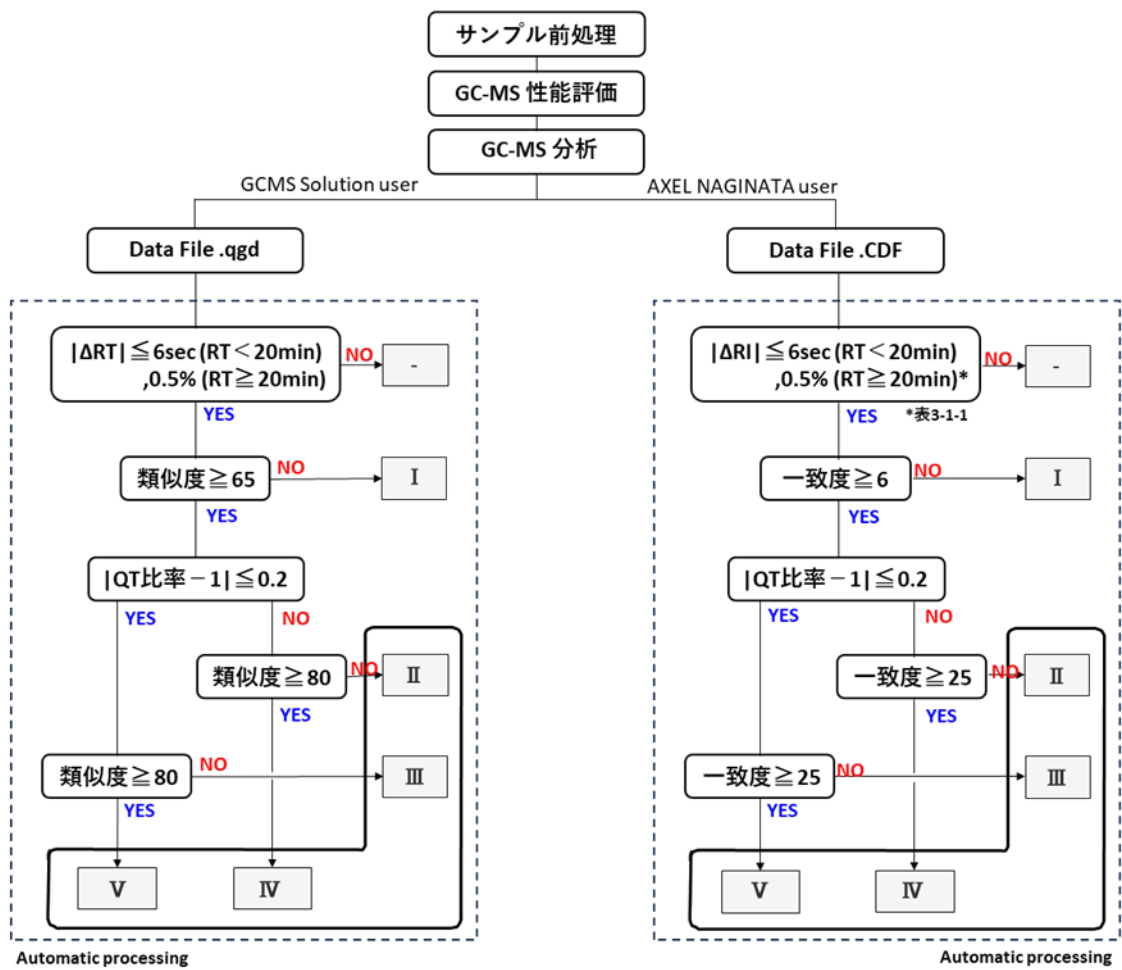 サンプル前処理
GC-MS 性能評価
GC-MS 分析
GCMS Solution user
AXEL NAGINATA user
Data File .qgd
|ΔRT| ≦6sec (RT＜20min)
,0.5% (RT≧20min)
NO
-
YES
類似度≧65
NO
Ⅰ
YES
|QT比率－1|≦0.2
YES
NO
類似度≧80
NO
Ⅱ
YES
類似度≧80
NO
Ⅲ
YES
Ⅴ
Ⅳ
Automatic processing
Data File .CDF
|ΔRI| ≦6sec (RT＜20min)
,0.5% (RT≧20min)*
NO
-
YES
*表3-1-1
一致度≧6
NO
Ⅰ
YES
|QT比率－1|≦0.2
YES
NO
一致度≧25
NO
Ⅱ
YES
一致度≧25
NO
Ⅲ
YES
Ⅴ
Ⅳ
Automatic processing